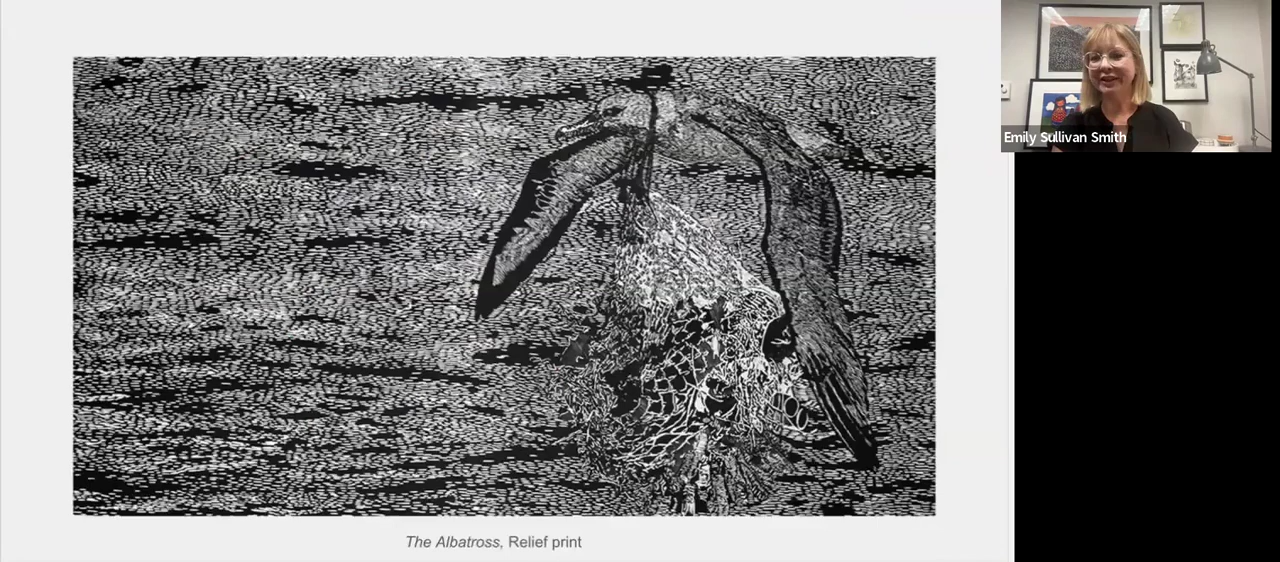 Emily Sullivan Smith
The Albatross, Relief print